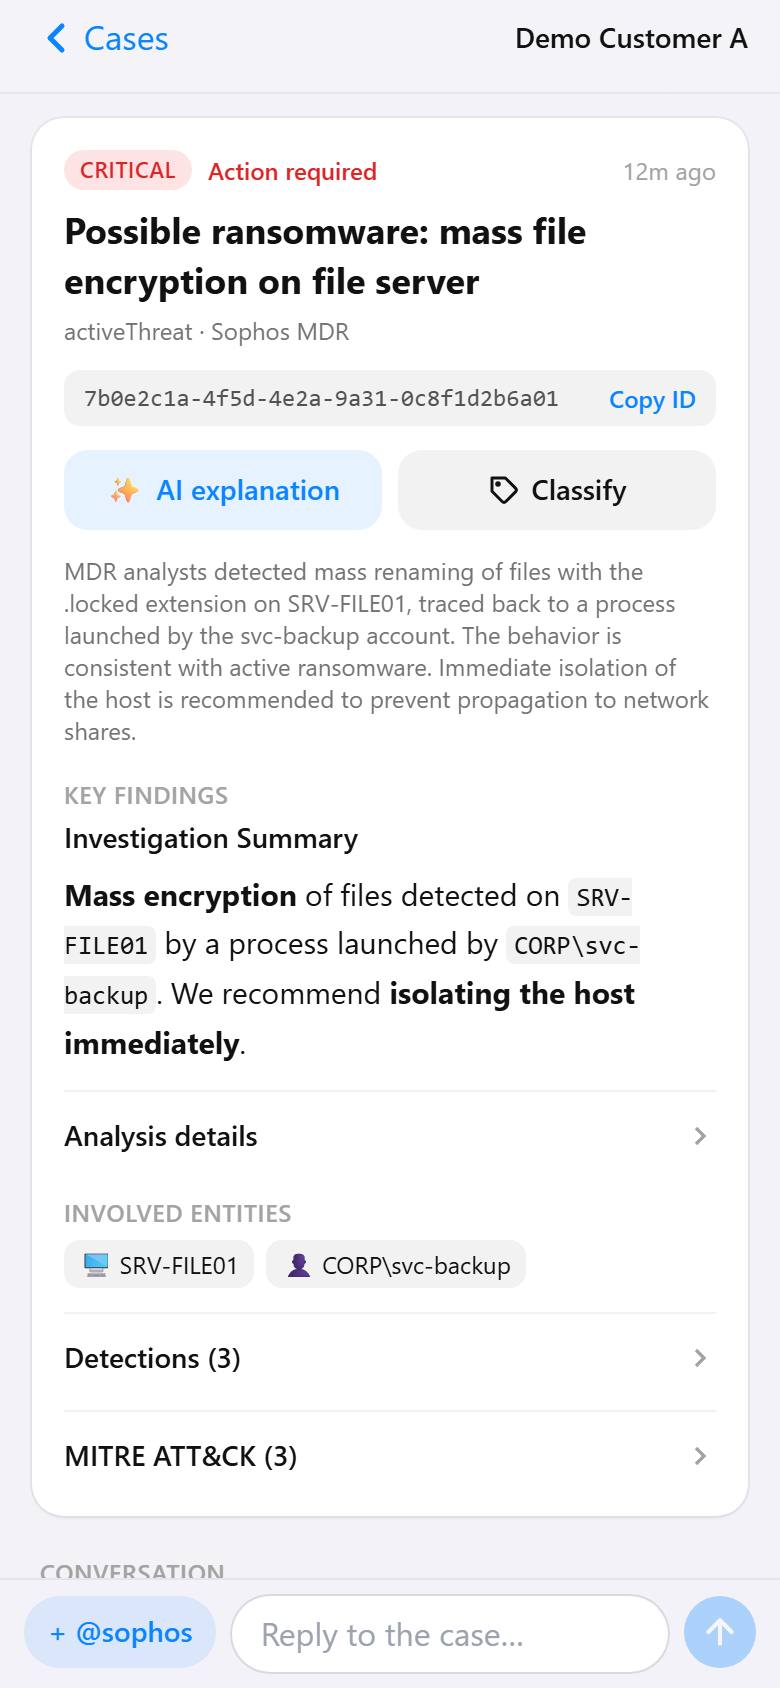 Cases
Demo Customer A
CRITICAL
Action required
12m ago
Possible ransomware: mass file
encryption on file server
activeThreat · Sophos MDR
7b0e2c1a-4f5d-4e2a-9a31-0c8f1d2b6a01
Copy ID
AI explanation
Classify
MDR analysts detected mass renaming of files with the
.locked extension on SRV-FILE01, traced back to a process
launched by the svc-backup account. The behavior is
consistent with active ransomware. Immediate isolation of
the host is recommended to prevent propagation to network
shares.
KEY FINDINGS
Investigation Summary
Mass encryption of files detected on SRV-
FILE01 by a process launched by CORP\svc-
backup. We recommend isolating the host
immediately.
Analysis details
INVOLVED ENTITIES
SRV-FILE01
CORP\svc-backup
Detections (3)
MITRE ATT&CK (3)
CONVERSATION
+ @sophos
Reply to the case...